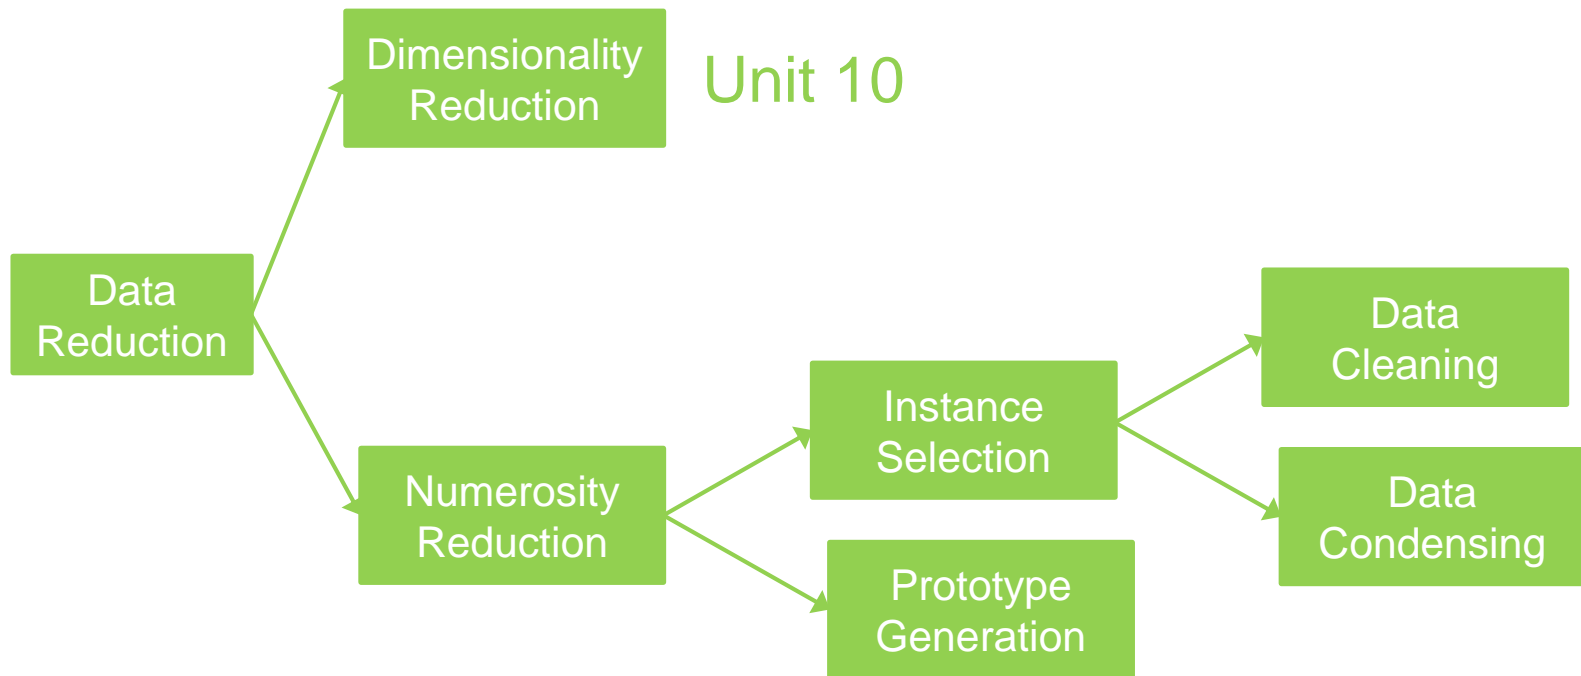 Dimensionality
Reduction
Unit 10
Data
Reduction
Numerosity
Reduction
Instance
Selection
Prototype
Generation
Data
Cleaning
Data
Condensing